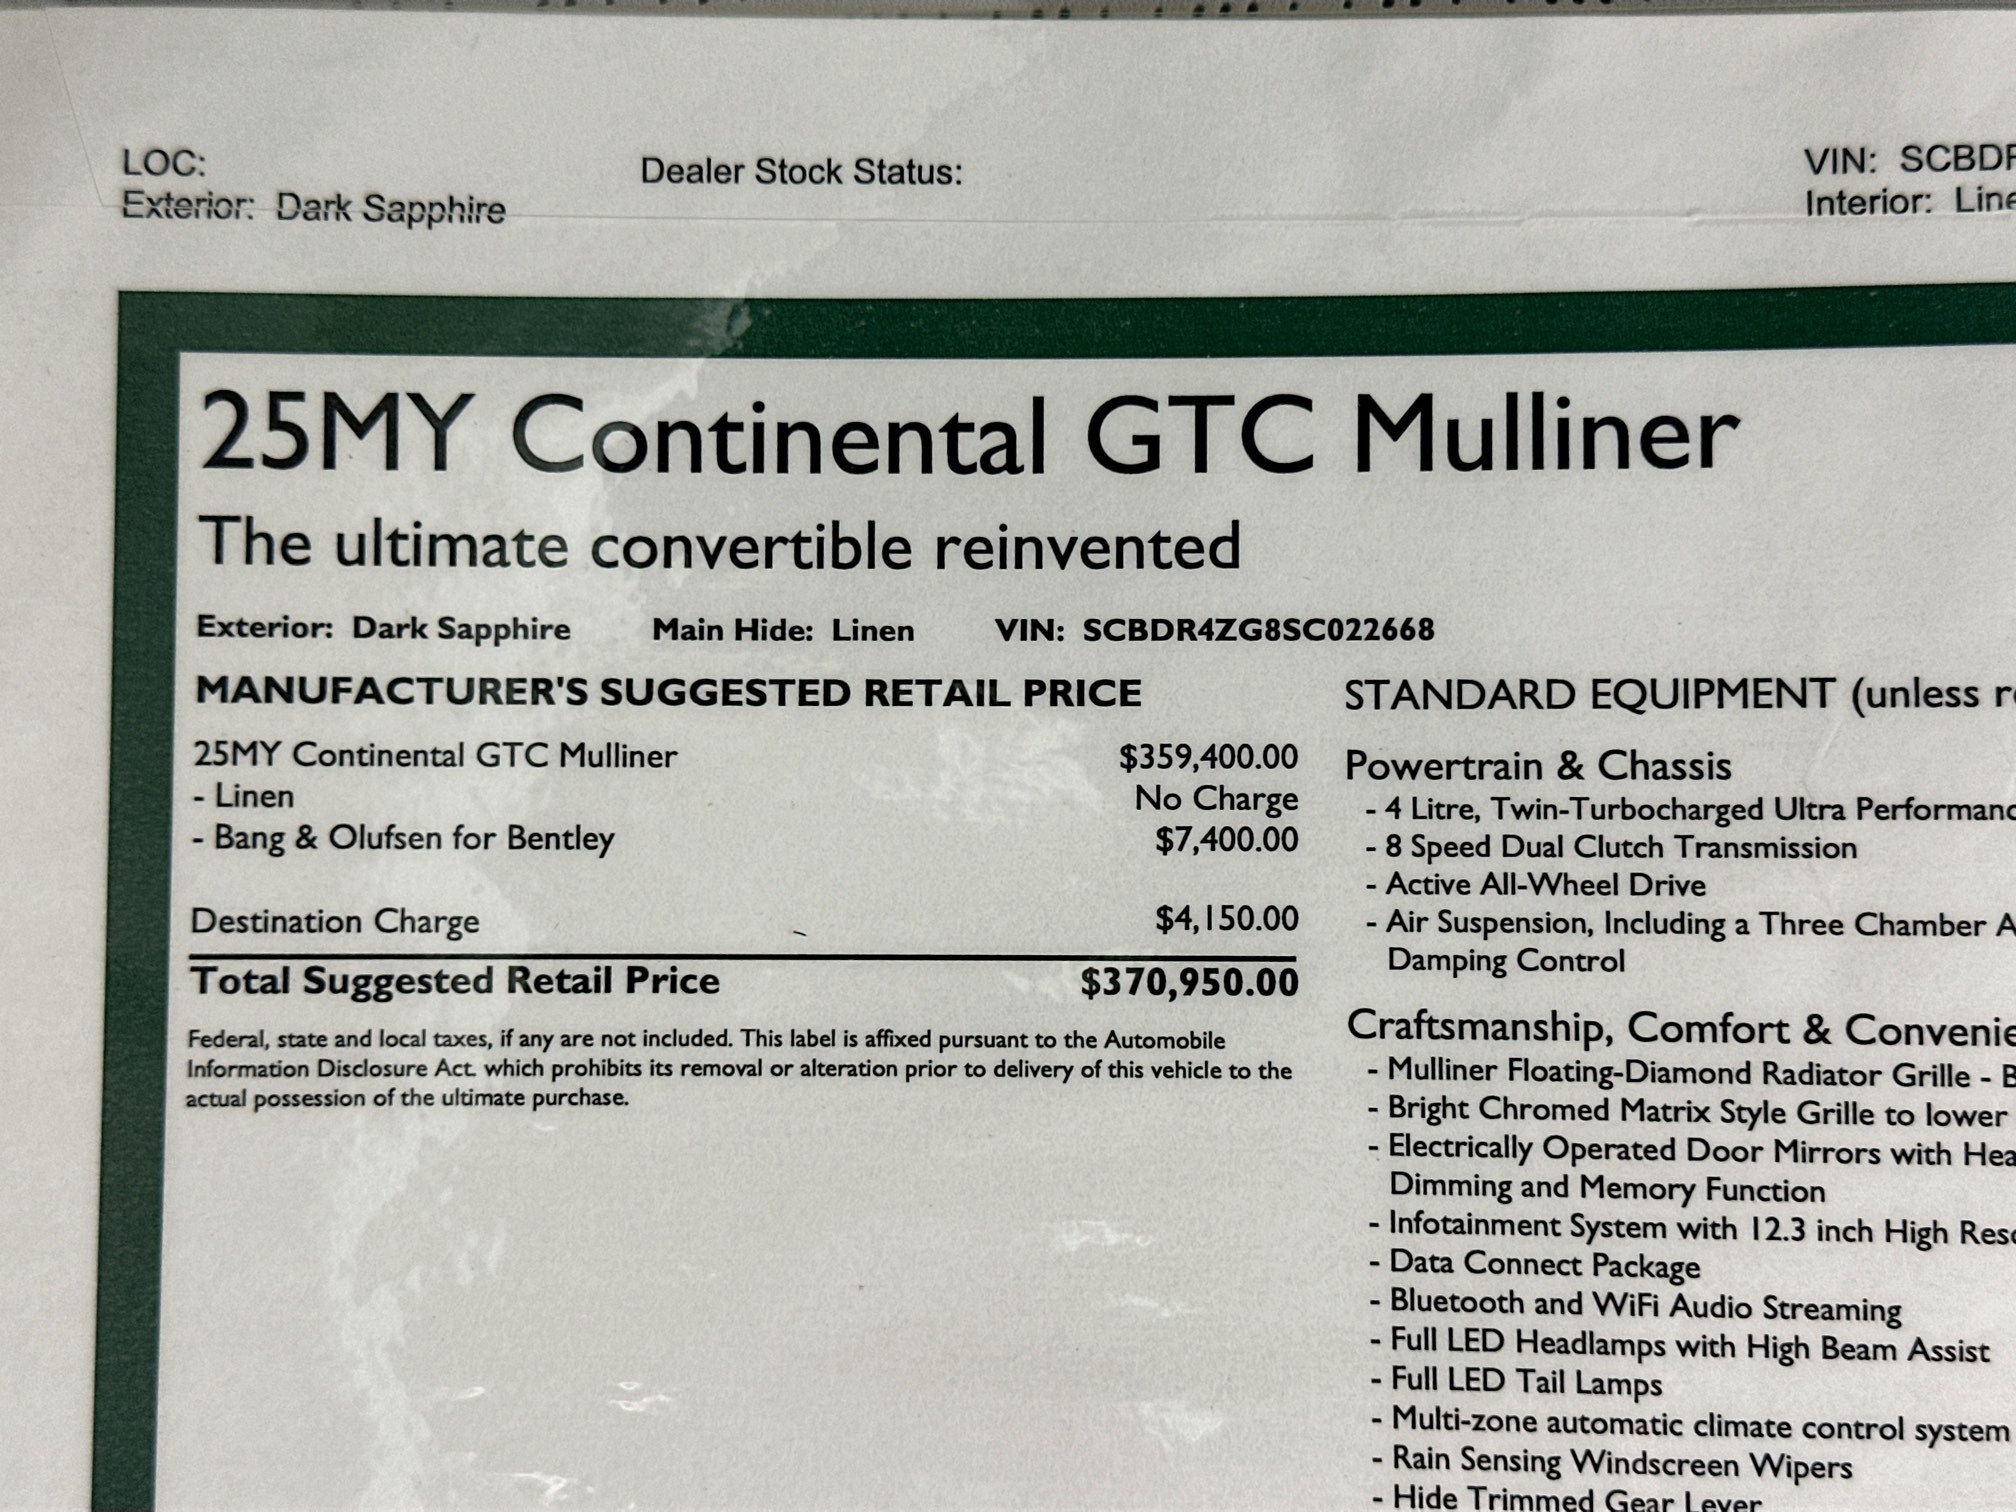 LOC:
Dealer Stock Status:
VIN: SCBDR
Exterior: Dark Sapphire
Interior: Line
25MY Continental GTC Mulliner
The ultimate convertible reinvented
Exterior: Dark Sapphire Main Hide: Linen VIN: SCBDR4ZG8SC022668
MANUFACTURER'S SUGGESTED RETAIL PRICE
25MY Continental GTC Mulliner $359,400.00
- Linen No Charge
- Bang & Olufsen for Bentley $7,400.00
Destination Charge $4,150.00
Total Suggested Retail Price $370,950.00
Federal, state and local taxes, if any are not included. This label is affixed pursuant to the Automobile
Information Disclosure Act. which prohibits its removal or alteration prior to delivery of this vehicle to the
actual possession of the ultimate purchase.
STANDARD EQUIPMENT (unless
Powertrain & Chassis
- 4 Litre, Twin-Turbocharged Ultra Performanc
- 8 Speed Dual Clutch Transmission
- Active All-Wheel Drive
- Air Suspension, Including a Three Chamber A
Damping Control
Craftsmanship, Comfort & Convenie
- Mulliner Floating-Diamond Radiator Grille - B
- Bright Chromed Matrix Style Grille to lower
- Electrically Operated Door Mirrors with Hea
Dimming and Memory Function
- Infotainment System with 12.3 inch High Reso
- Data Connect Package
- Bluetooth and WiFi Audio Streaming
- Full LED Headlamps with High Beam Assist
- Full LED Tail Lamps
- Multi-zone automatic climate control system
- Rain Sensing Windscreen Wipers
- Hide Trimmed Gear Lever